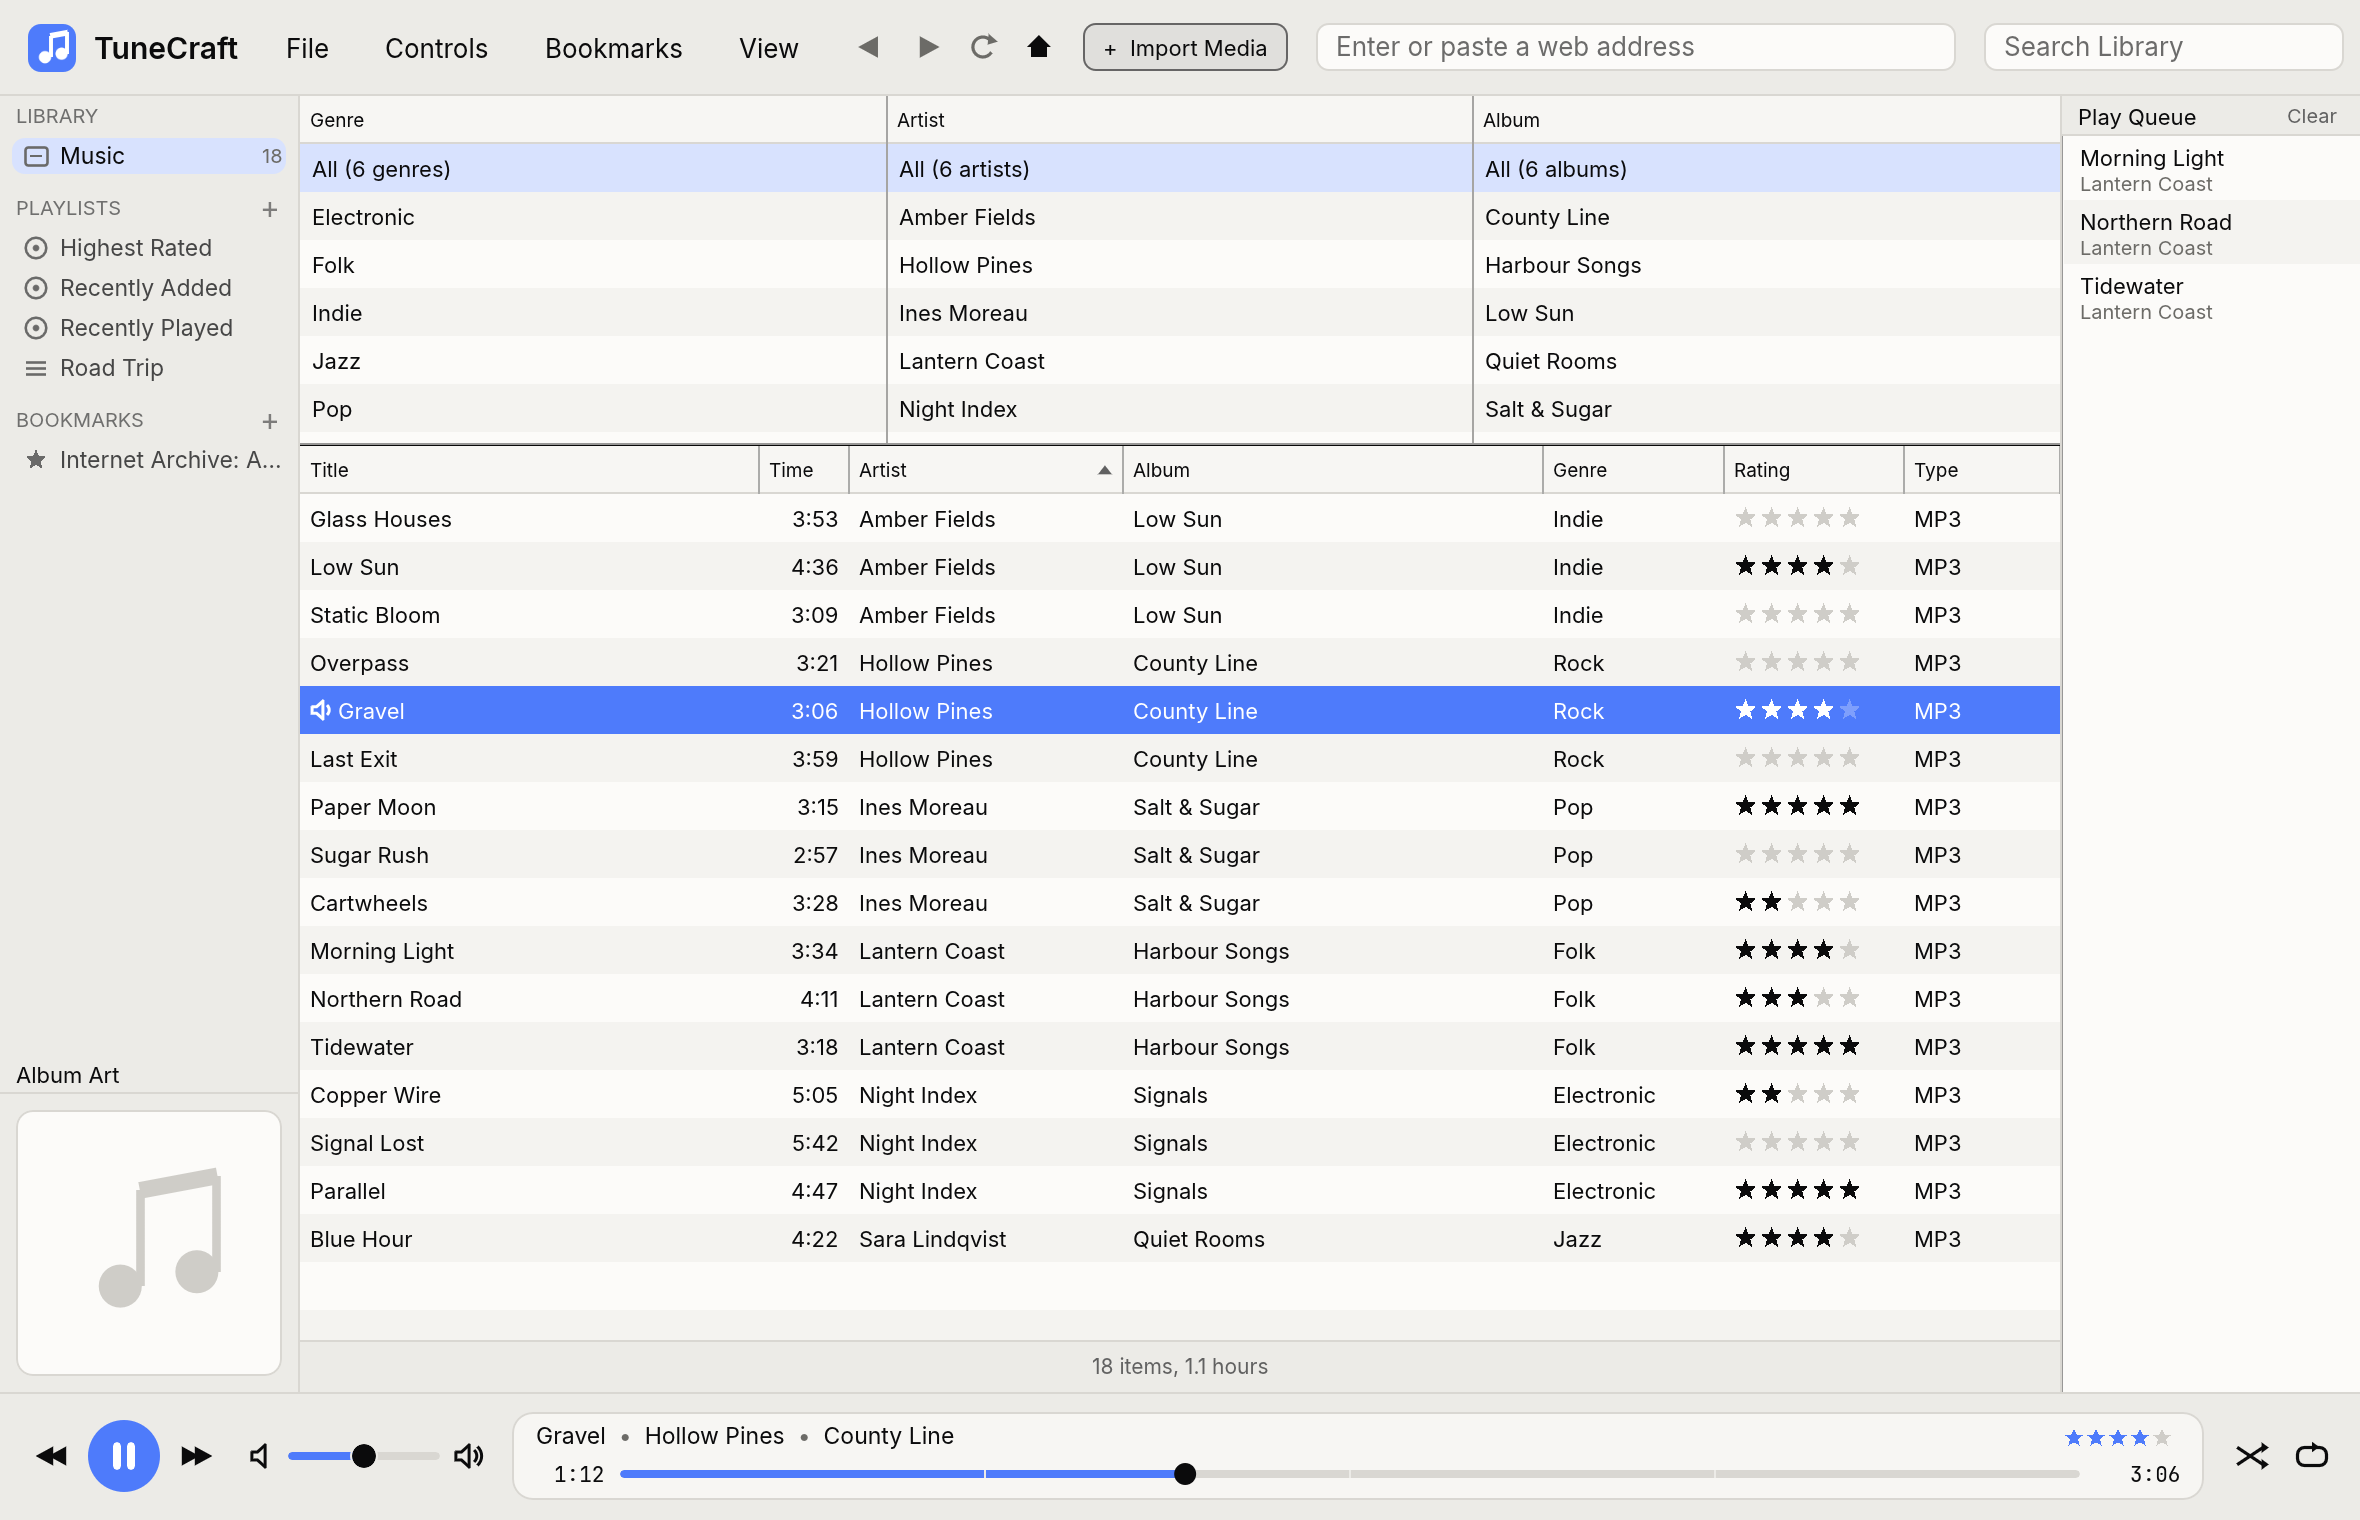 TuneCraft File Controls Bookmarks View + Import Media Enter or paste a web address Search Library
LIBRARY
Music 18
PLAYLISTS +
Highest Rated
Recently Added
Recently Played
Road Trip
BOOKMARKS +
Internet Archive: A...
Album Art
Genre Artist Album
All (6 genres) All (6 artists) All (6 albums)
Electronic Amber Fields County Line
Folk Hollow Pines Harbour Songs
Indie Ines Moreau Low Sun
Jazz Lantern Coast Quiet Rooms
Pop Night Index Salt & Sugar
Title Time Artist Album Genre Rating Type
Glass Houses 3:53 Amber Fields Low Sun Indie MP3
Low Sun 4:36 Amber Fields Low Sun Indie MP3
Static Bloom 3:09 Amber Fields Low Sun Indie MP3
Overpass 3:21 Hollow Pines County Line Rock MP3
Gravel 3:06 Hollow Pines County Line Rock MP3
Last Exit 3:59 Hollow Pines County Line Rock MP3
Paper Moon 3:15 Ines Moreau Salt & Sugar Pop MP3
Sugar Rush 2:57 Ines Moreau Salt & Sugar Pop MP3
Cartwheels 3:28 Ines Moreau Salt & Sugar Pop MP3
Morning Light 3:34 Lantern Coast Harbour Songs Folk MP3
Northern Road 4:11 Lantern Coast Harbour Songs Folk MP3
Tidewater 3:18 Lantern Coast Harbour Songs Folk MP3
Copper Wire 5:05 Night Index Signals Electronic MP3
Signal Lost 5:42 Night Index Signals Electronic MP3
Parallel 4:47 Night Index Signals Electronic MP3
Blue Hour 4:22 Sara Lindqvist Quiet Rooms Jazz MP3
18 items, 1.1 hours
Play Queue Clear
Morning Light
Lantern Coast
Northern Road
Lantern Coast
Tidewater
Lantern Coast
Gravel • Hollow Pines • County Line
1:12 3:06